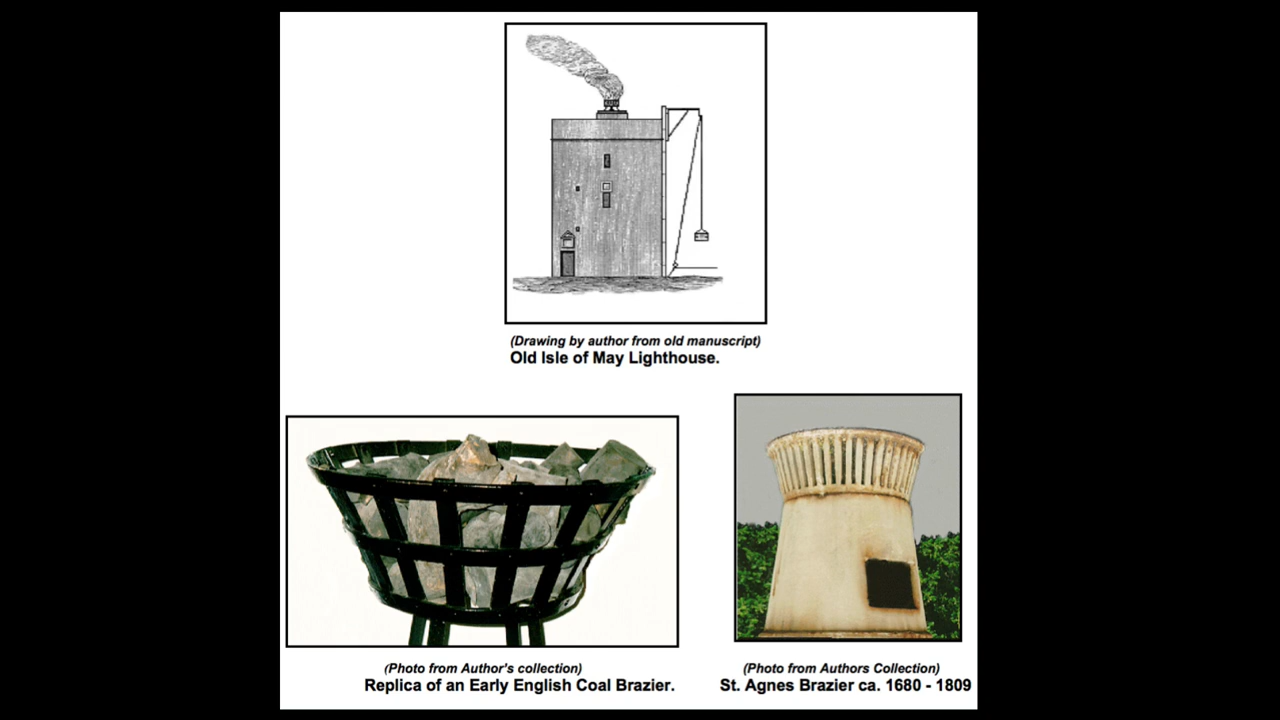 (Drawing by author from old manuscript)
Old Isle of May Lighthouse.
(Photo from Author's collection)
Replica of an Early English Coal Brazier.
(Photo from Authors Collection)
St. Agnes Brazier ca. 1680 - 1809